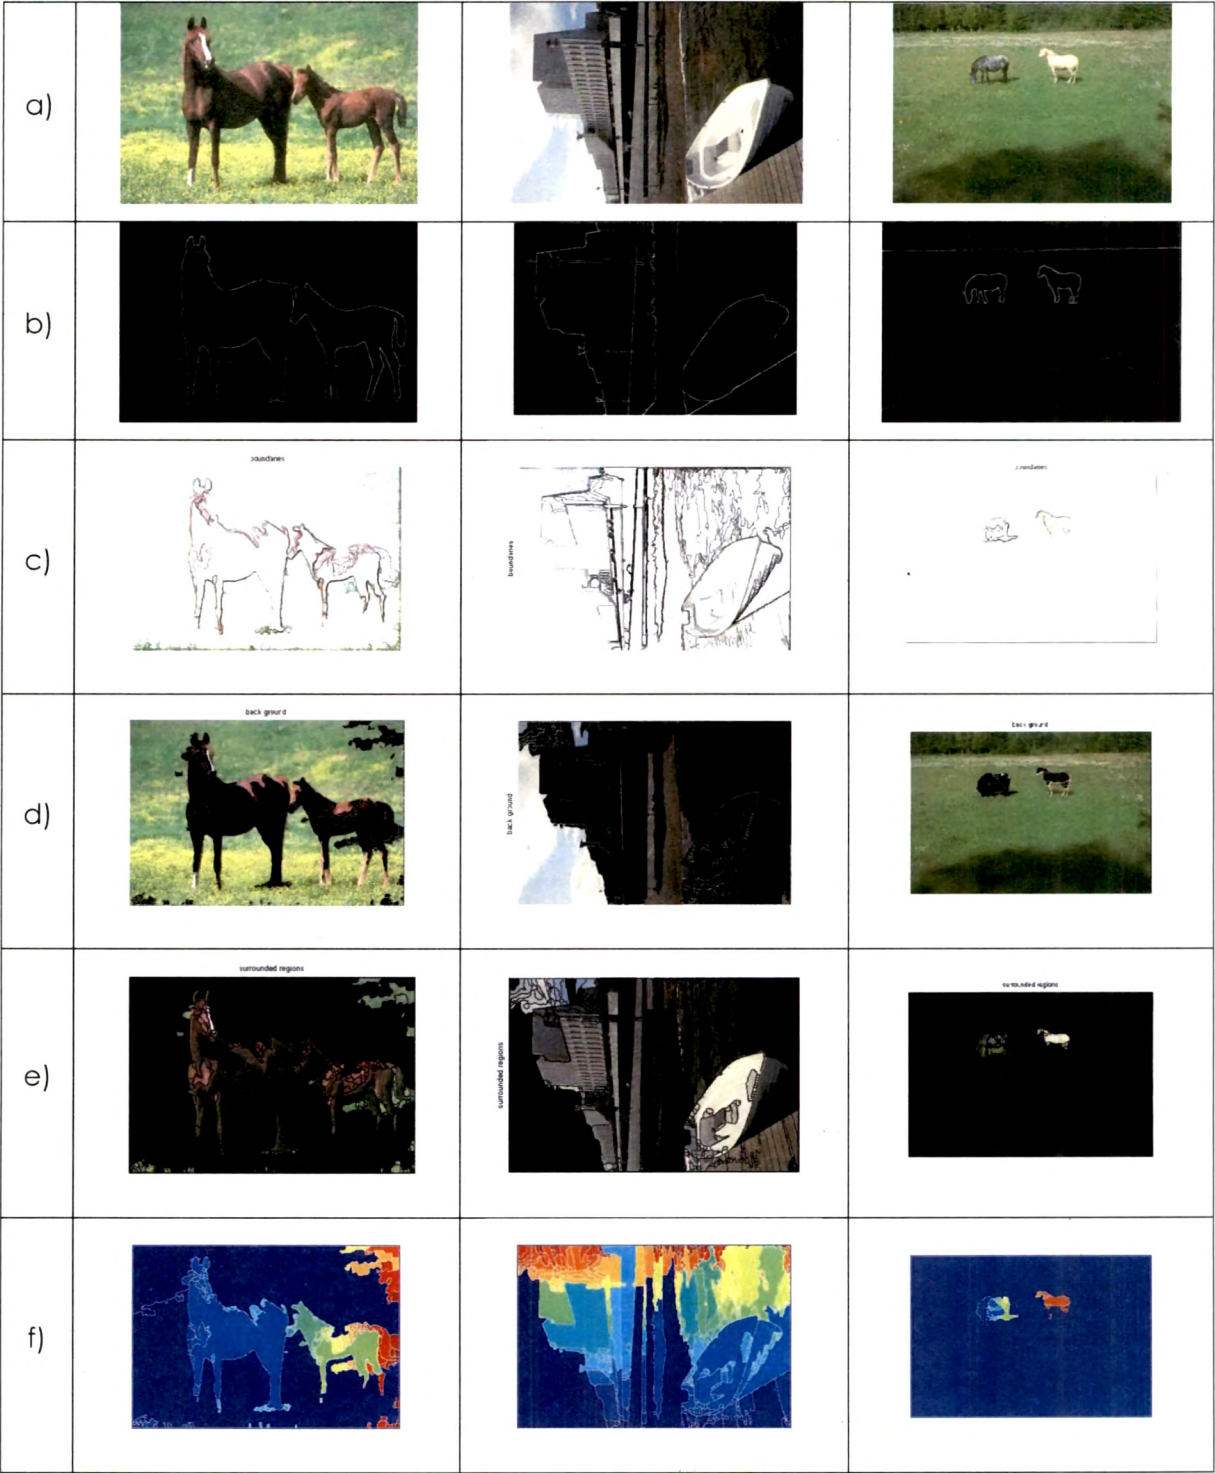 a)
b)
c)
boundaries
boundaries
d)
back ground
back ground
back ground
e)
surrounded regions
surrounded regions
surrounded regions
f)